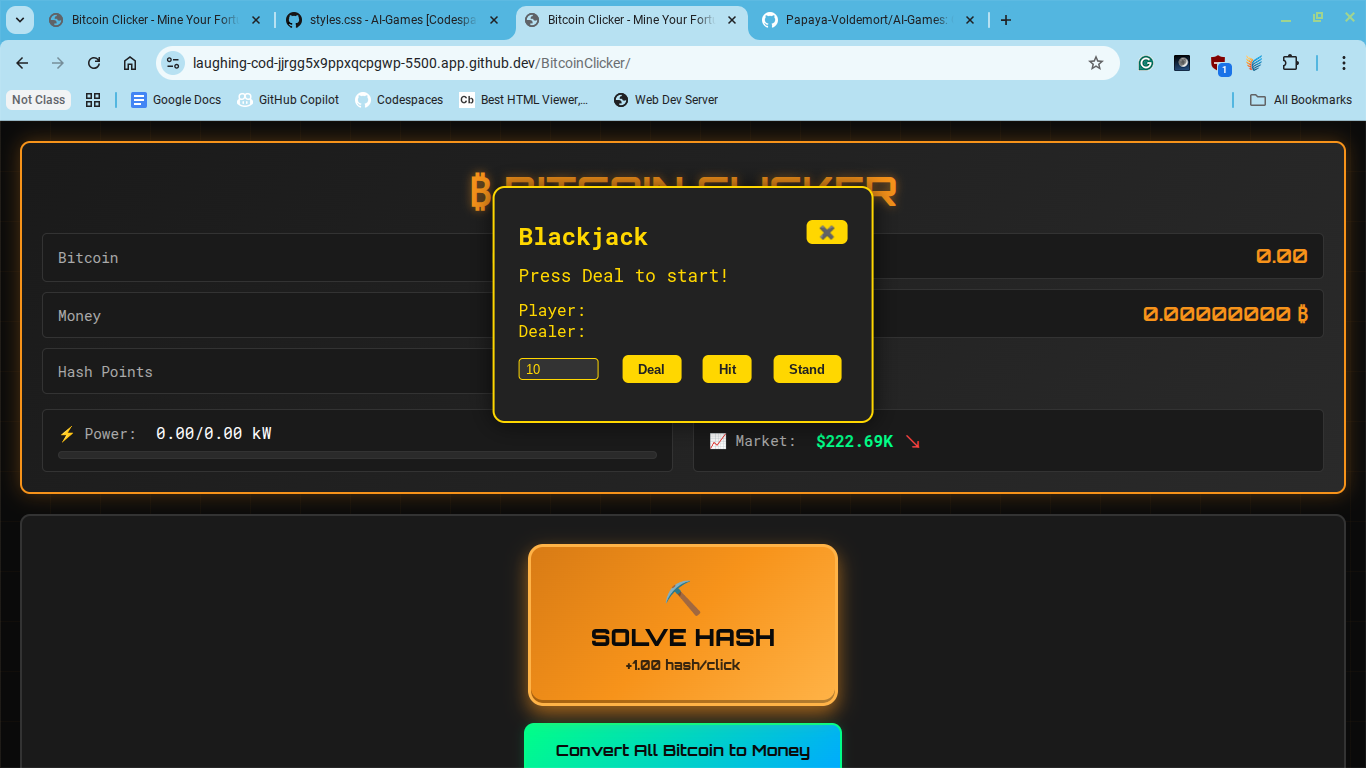 Bitcoin Clicker - Mine Your Fort
styles.css - AI-Games [Codespa
Bitcoin Clicker - Mine Your Fort
Papaya-Voldemort/AI-Games:
laughing-cod-jjrgg5x9ppxqcpgwp-5500.app.github.dev/BitcoinClicker/
1
Not Class
Google Docs
GitHub Copilot
Codespaces
Cb Best HTML Viewer,...
Web Dev Server
All Bookmarks
₿ BITCOIN CLICKER
Blackjack
✖
Press Deal to start!
Player:
Dealer:
10
Deal
Hit
Stand
Bitcoin
0.00
Money
0.00000000 ₿
Hash Points
⚡ Power: 0.00/0.00 kW
📈 Market: $222.69K ↘
SOLVE HASH
+1.00 hash/click
Convert All Bitcoin to Money